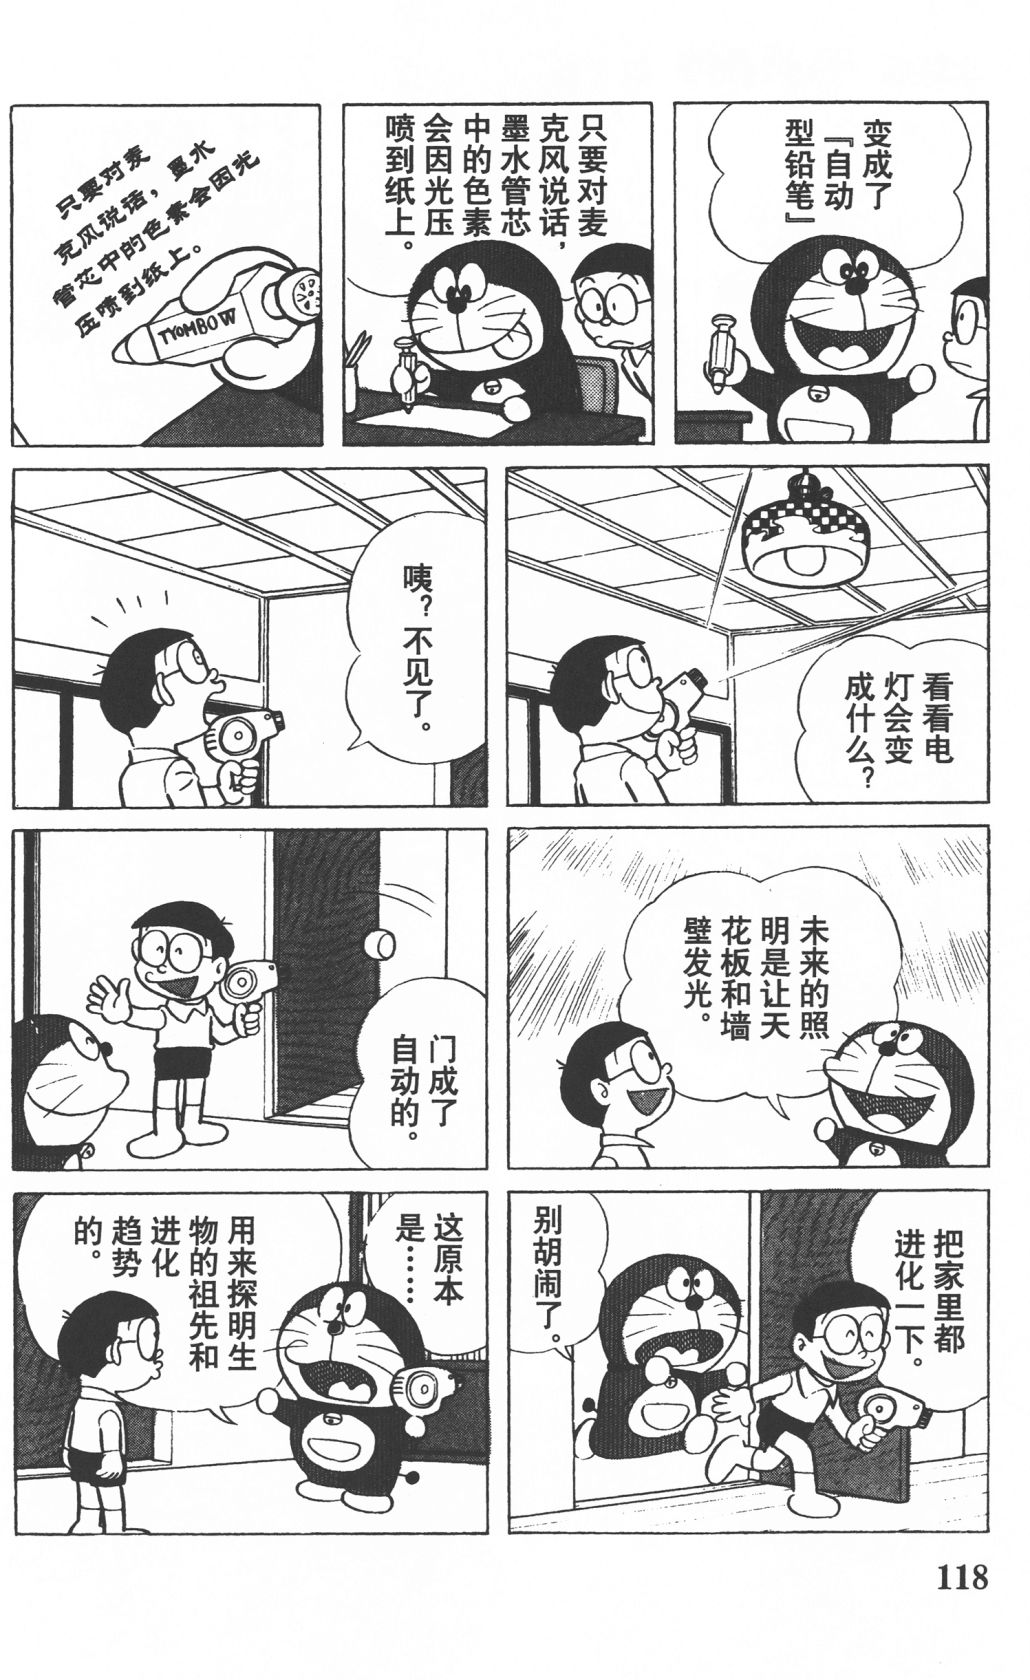 变成了
『自动
型铅笔』
只要对麦
克风说话，
墨水管芯
中的色素
会因光压
喷到纸上。
只要对麦
克风说话，墨水
管芯中的色素会因光
压喷到纸上。
TYOMBOW
看看电
灯会变
成什么？
咦？不见了。
未来的照
明是让天
花板和墙
壁发光。
门成了
自动的。
把家里都
进化一下。
别胡闹了。
这原本
是……
用来探明生
物的祖先和
进化
趋势
的。
118